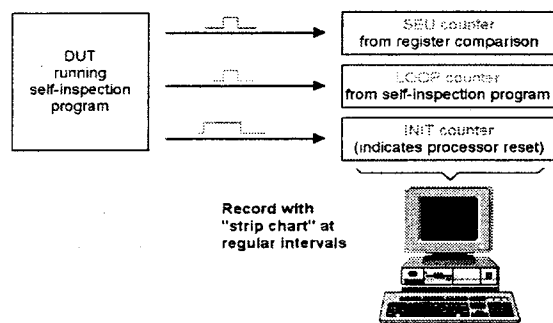 DUT
running
self-inspection
program
SEU counter
from register comparison
LOOP counter
from self-inspection program
INIT counter
(indicates processor reset)
Record with
"strip chart" at
regular intervals